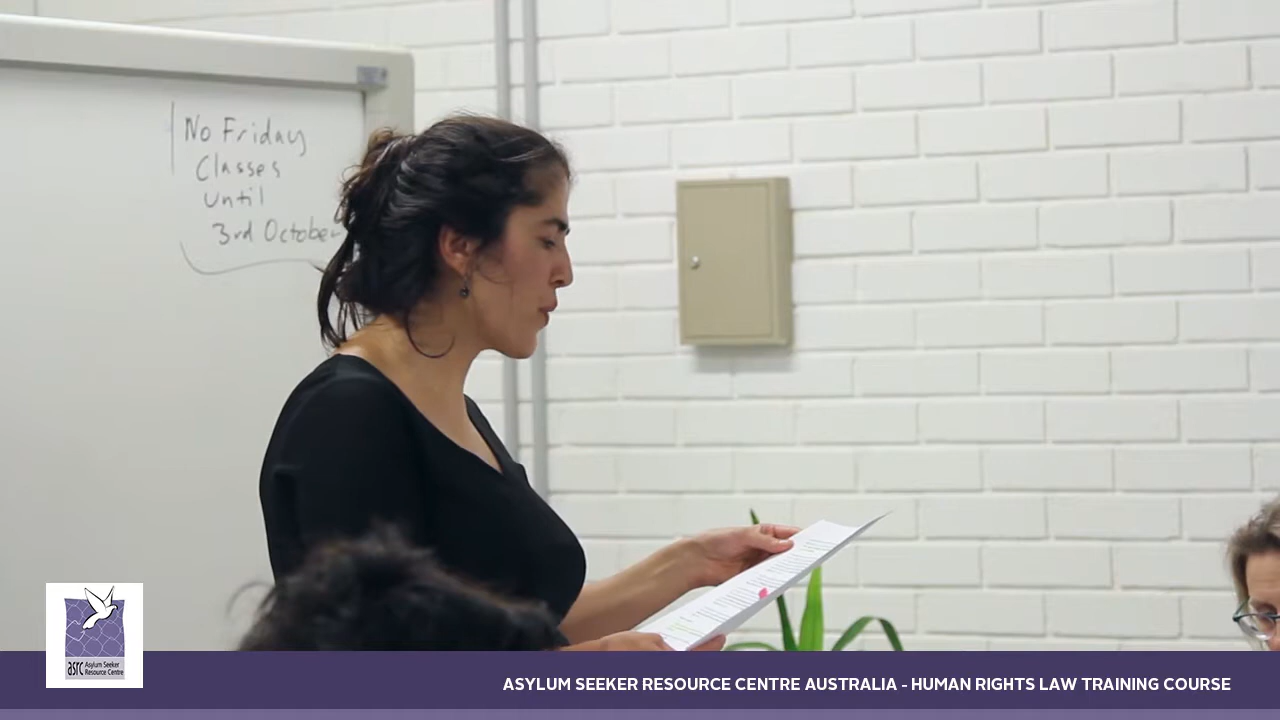 No Friday
Classes
until
3rd October
asrc Asylum Seeker
Resource Centre
ASYLUM SEEKER RESOURCE CENTRE AUSTRALIA - HUMAN RIGHTS LAW TRAINING COURSE